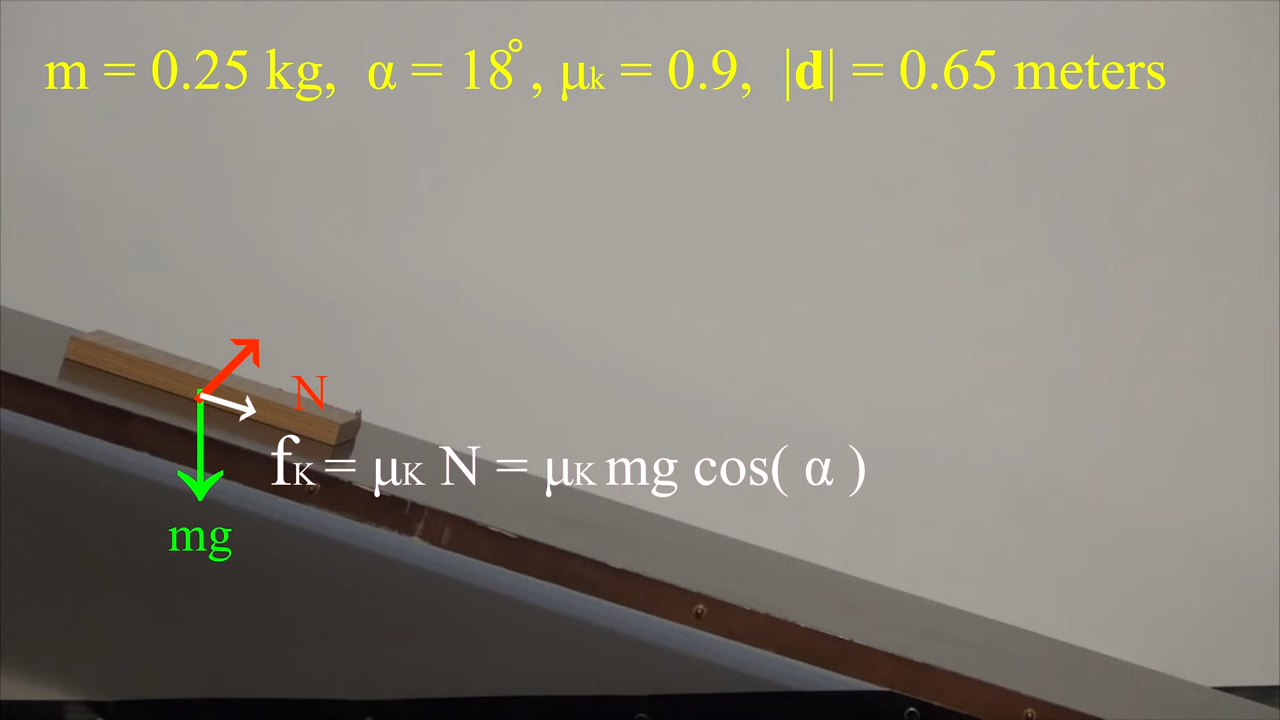 m = 0.25 kg, α = 18°, μk = 0.9, |d| = 0.65 meters
N
fK = μK N = μK mg cos( α )
mg